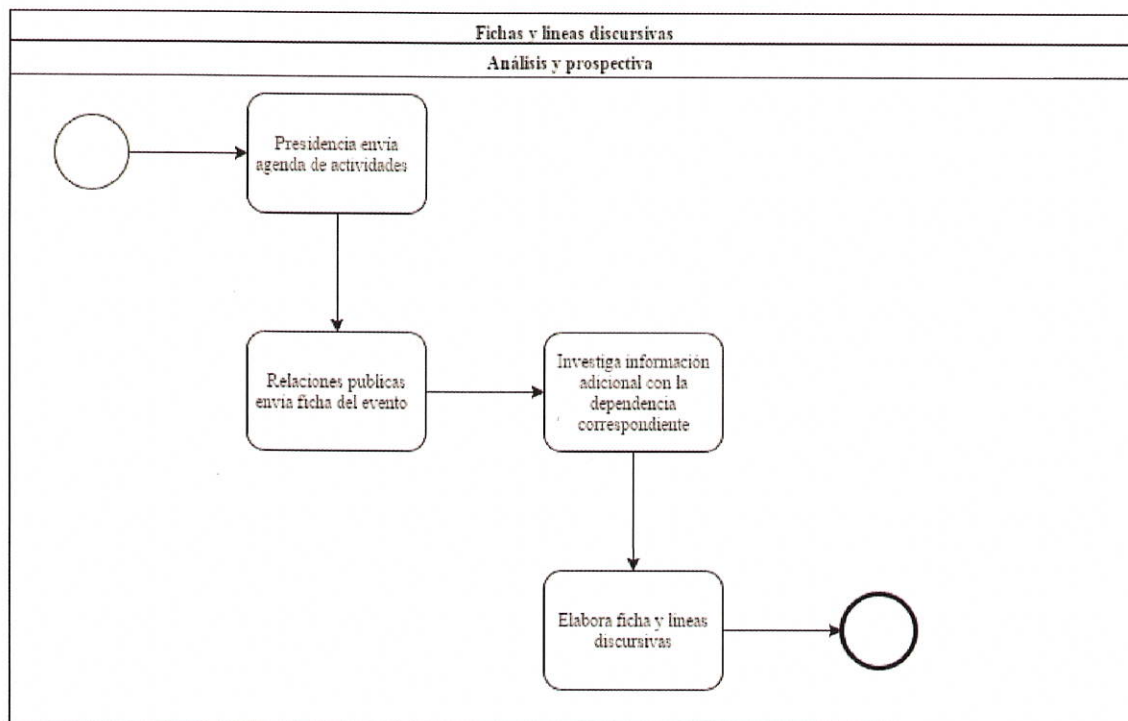 Fichas y lineas discursivas
Análisis y prospectiva
Presidencia envía
agenda de actividades
Relaciones publicas
envía ficha del evento
Investiga información
adicional con la
dependencia
correspondiente
Elabora ficha y lineas
discursivas